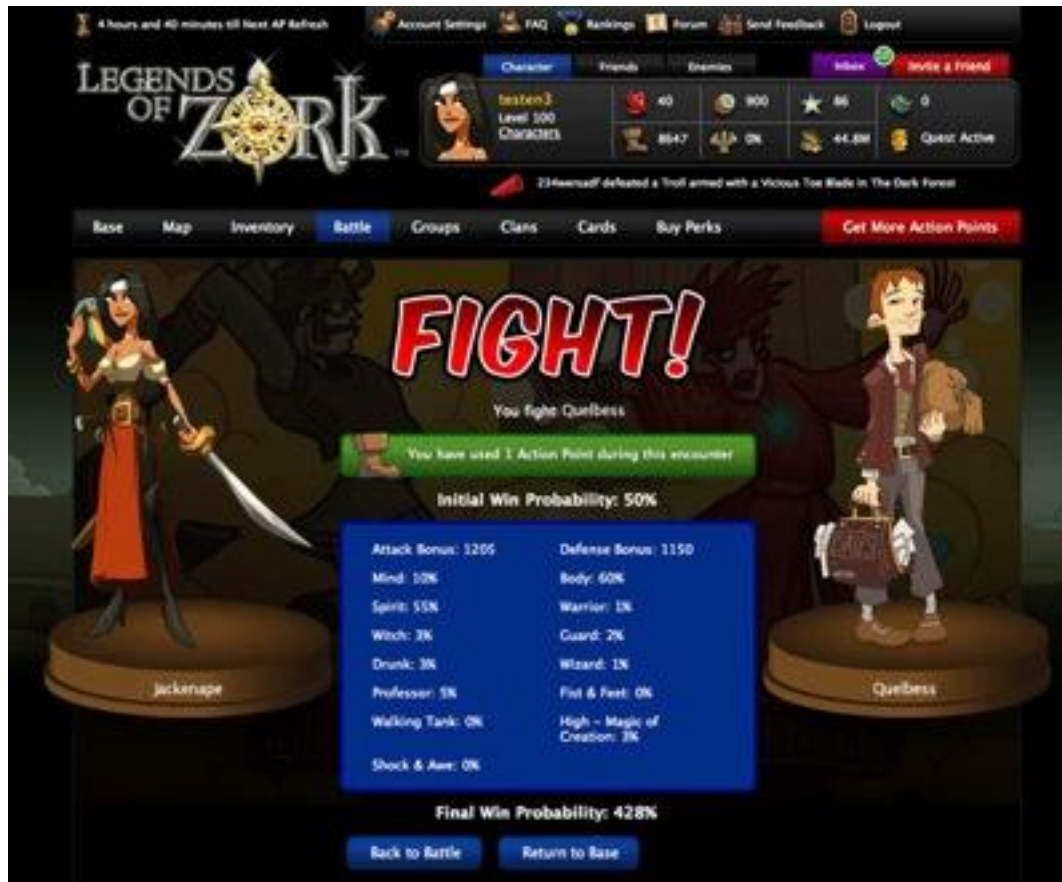 4 hours and 40 minutes till Next AP Refresh
Account Settings FAQ Rankings Forum Send Feedback Logout
Character Friends Enemies Inbox Invite a Friend
LEGENDS OF ZORK
testen3 40 900 86 0
Level 100
Characters 8647 0% 44.8M Quest Active
defeated a Troll armed with a Vicious Toe Blade in The Dark Forest
Base Map Inventory Battle Groups Clans Cards Buy Perks Get More Action Points
FIGHT!
You fight Quelbess
You have used 1 Action Point during this encounter
Initial Win Probability: 50%
Attack Bonus: 1205 Defense Bonus: 1150
Mind: 10% Body: 60%
Spirit: 55% Warrior: 1%
Witch: 3% Guard: 2%
Drunk: 3% Wizard: 1%
Professor: 5% Fist & Feet: 0%
Walking Tank: 0% High - Magic of
Creation: 3%
Shock & Awe: 0%
Jackenape
Quelbess
Final Win Probability: 428%
Back to Battle Return to Base